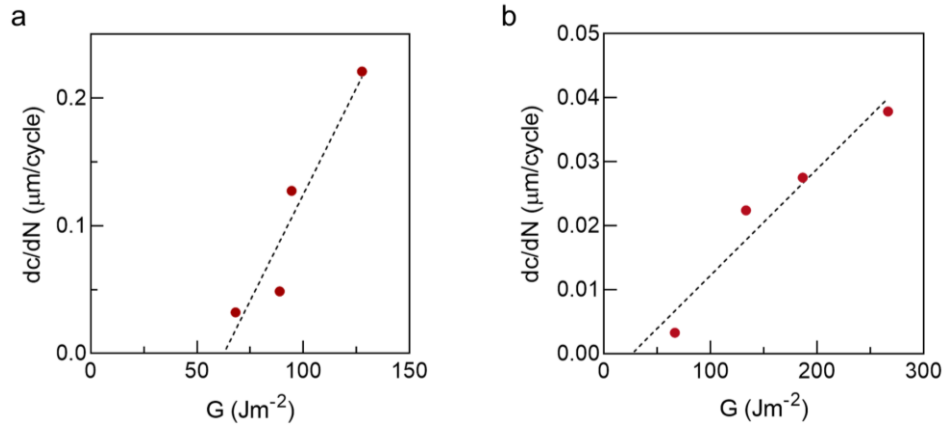 a
dc/dN (μm/cycle)
0.2
0.1
0.0
0 50 100 150
G (Jm⁻²)
b
dc/dN (μm/cycle)
0.05
0.04
0.03
0.02
0.01
0.00
0 100 200 300
G (Jm⁻²)